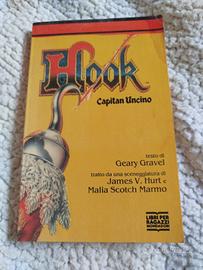 Hook
Capitan Uncino
testo di
Geary Gravel
tratto da una sceneggiatura di
James V. Hurt e
Malia Scotch Marmo
LIBRI PER
RAGAZZI
MONDADORI